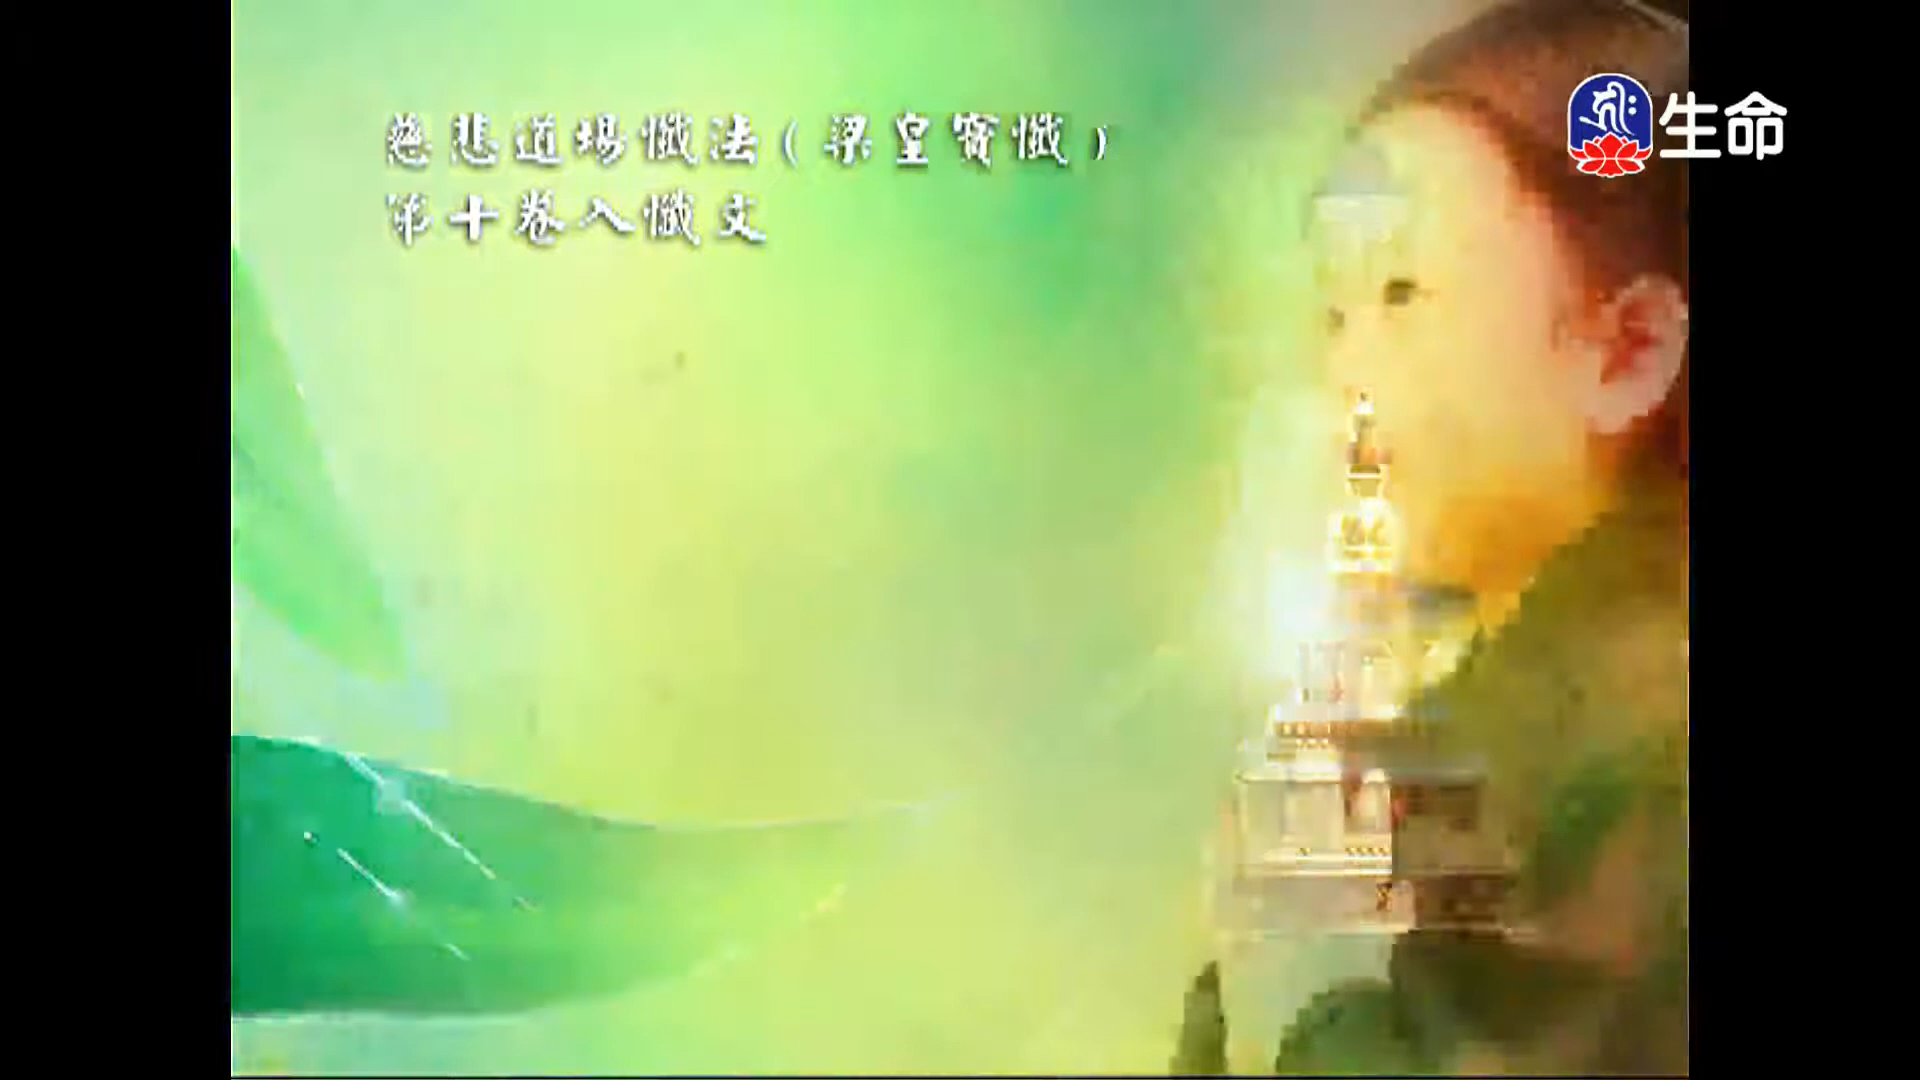 慈悲道場懺法(梁皇寶懺)
第十卷入懺文
生命